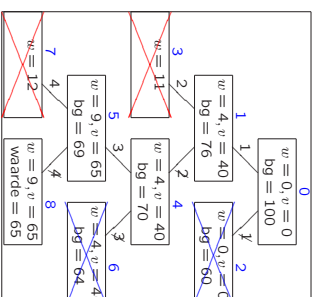 0
w = 0, v = 0
bg = 100
1 1
1
w = 4, v = 40
bg = 76
2
w = 0, v = 0
bg = 60
2 2
3
w = 11
4
w = 4, v = 40
bg = 70
3 3
5
w = 9, v = 65
bg = 69
6
w = 4, v = 4
bg = 64
4 4
7
w = 12
8
w = 9, v = 65
waarde = 65